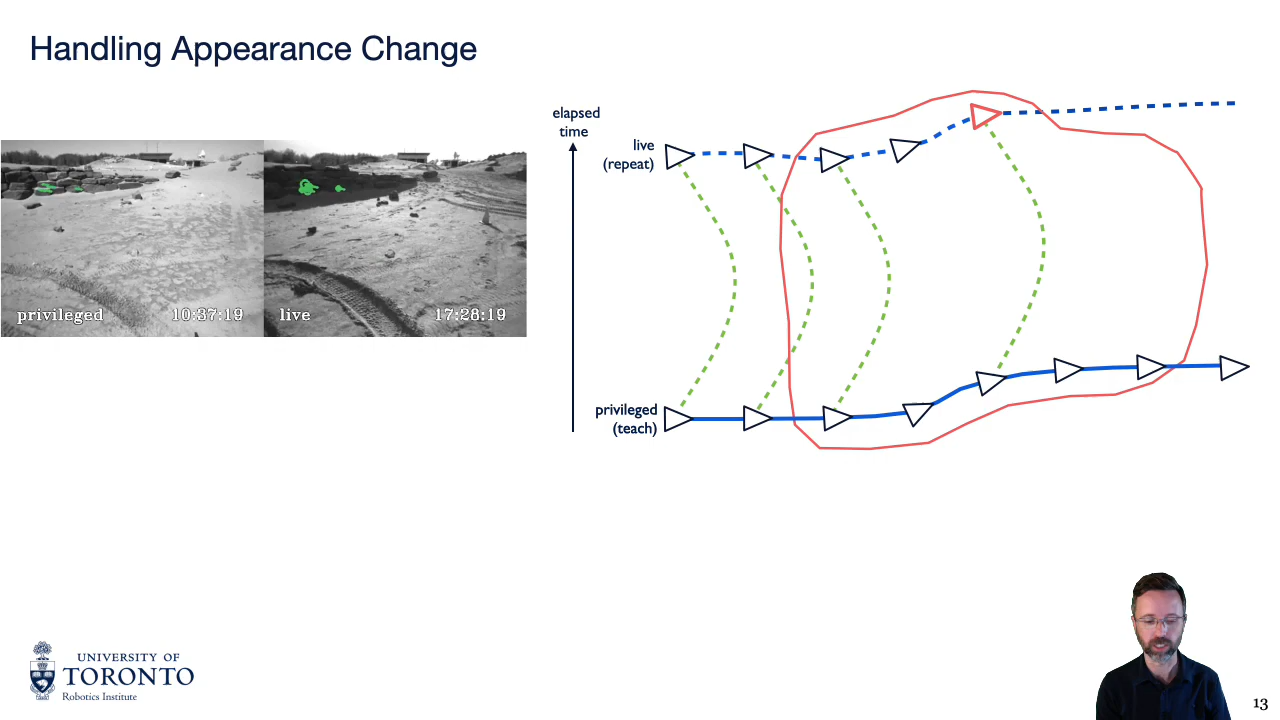 Handling Appearance Change
privileged
10:37:19
live
17:28:19
elapsed
time
live
(repeat)
privileged
(teach)
UNIVERSITY OF
TORONTO
Robotics Institute
13